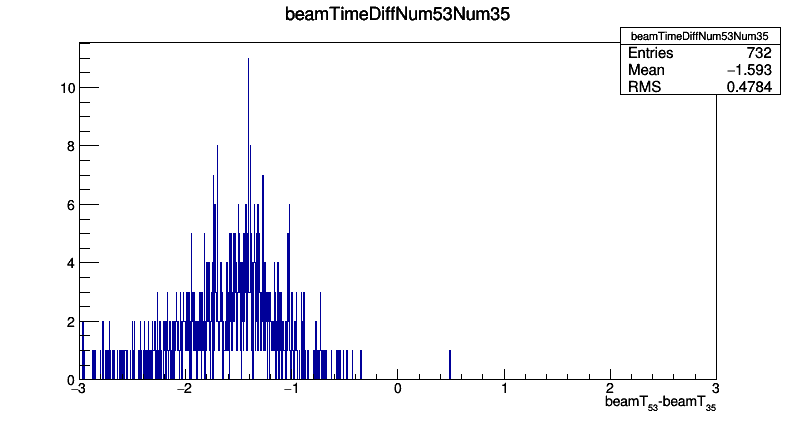 beamTimeDiffNum53Num35
beamTimeDiffNum53Num35
Entries 732
Mean −1.593
RMS 0.4784
10
8
6
4
2
0
−3 −2 −1 0 1 2 3
beamT53-beamT35